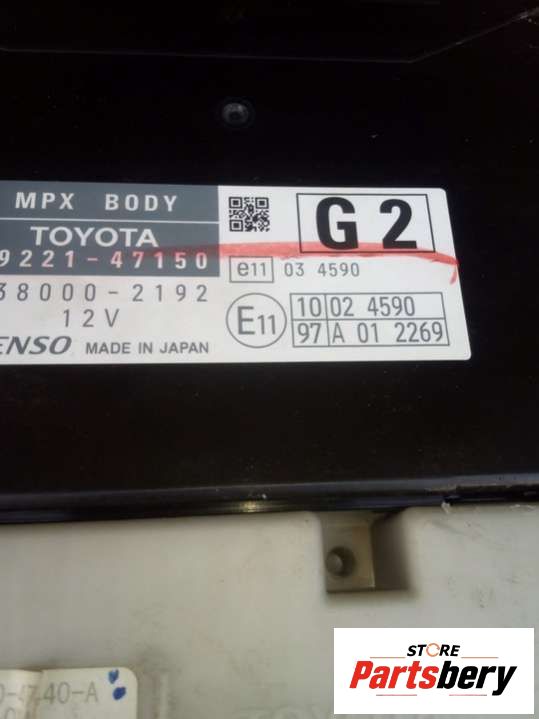 MPX BODY
TOYOTA
9221-47150
38000-2192
12V
ENSO MADE IN JAPAN
G2
e11 03 4590
E11
10 02 4590
97 A 01 2269
STORE
Partsbery